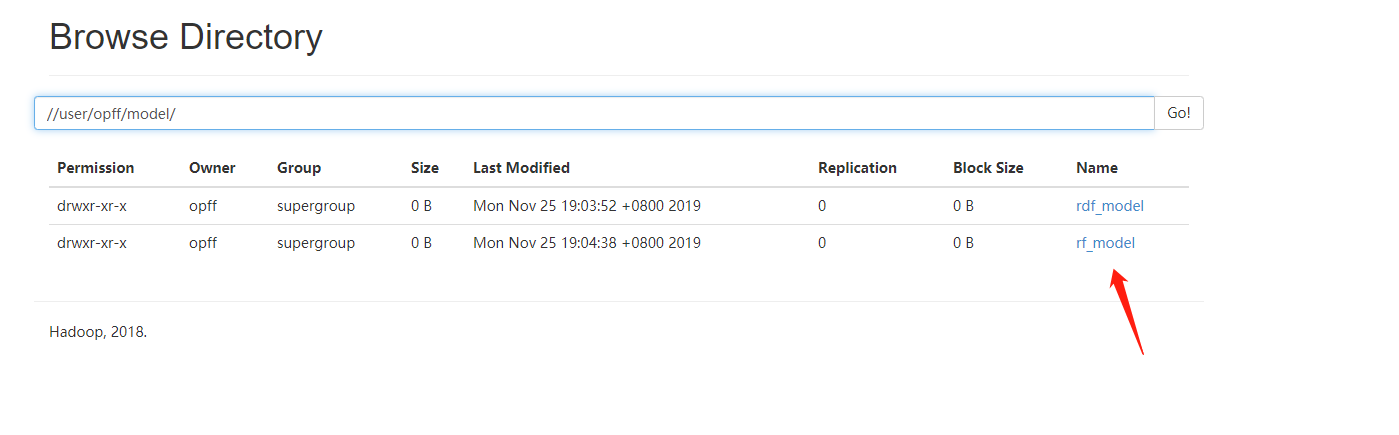 Browse Directory
//user/opff/model/ Go!
Permission Owner Group Size Last Modified Replication Block Size Name
drwxr-xr-x opff supergroup 0 B Mon Nov 25 19:03:52 +0800 2019 0 0 B rdf_model
drwxr-xr-x opff supergroup 0 B Mon Nov 25 19:04:38 +0800 2019 0 0 B rf_model
Hadoop, 2018.